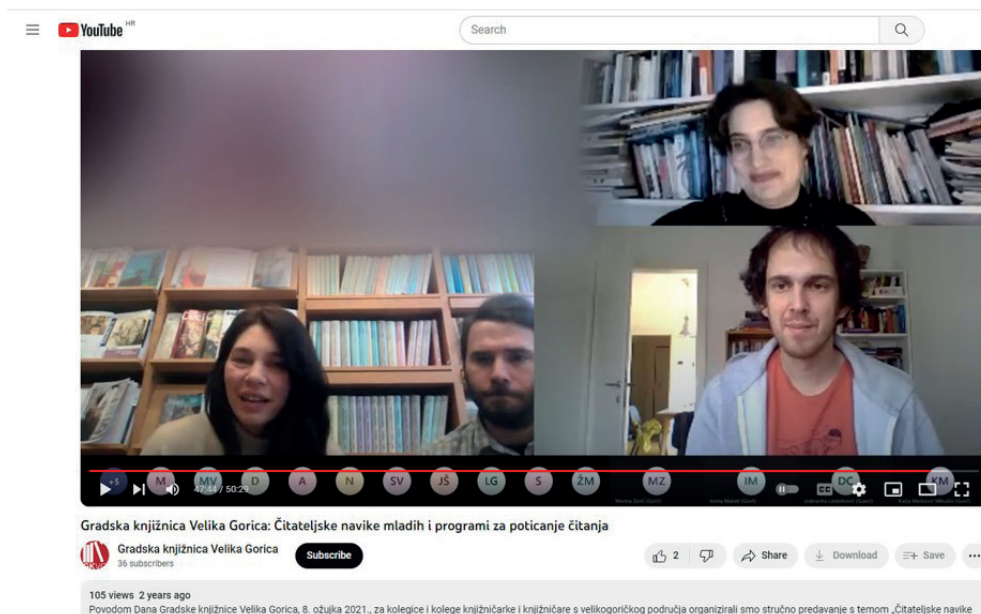 YouTube HR
Search
+5 M MV D A N SV JŠ LG S ŽM MZ IM DC KM
47:44 / 50:29
CC
Gradska knjižnica Velika Gorica: Čitateljske navike mladih i programi za poticanje čitanja
Gradska knjižnica Velika Gorica
36 subscribers
Subscribe
2
Share
Download
Save
105 views 2 years ago
Povodom Dana Gradske knjižnice Velika Gorica, 8. ožujka 2021., za kolegice i kolege knjižničarke i knjižničare s velikogoričkog područja organizirali smo stručno predavanje s temom „Čitateljske navike